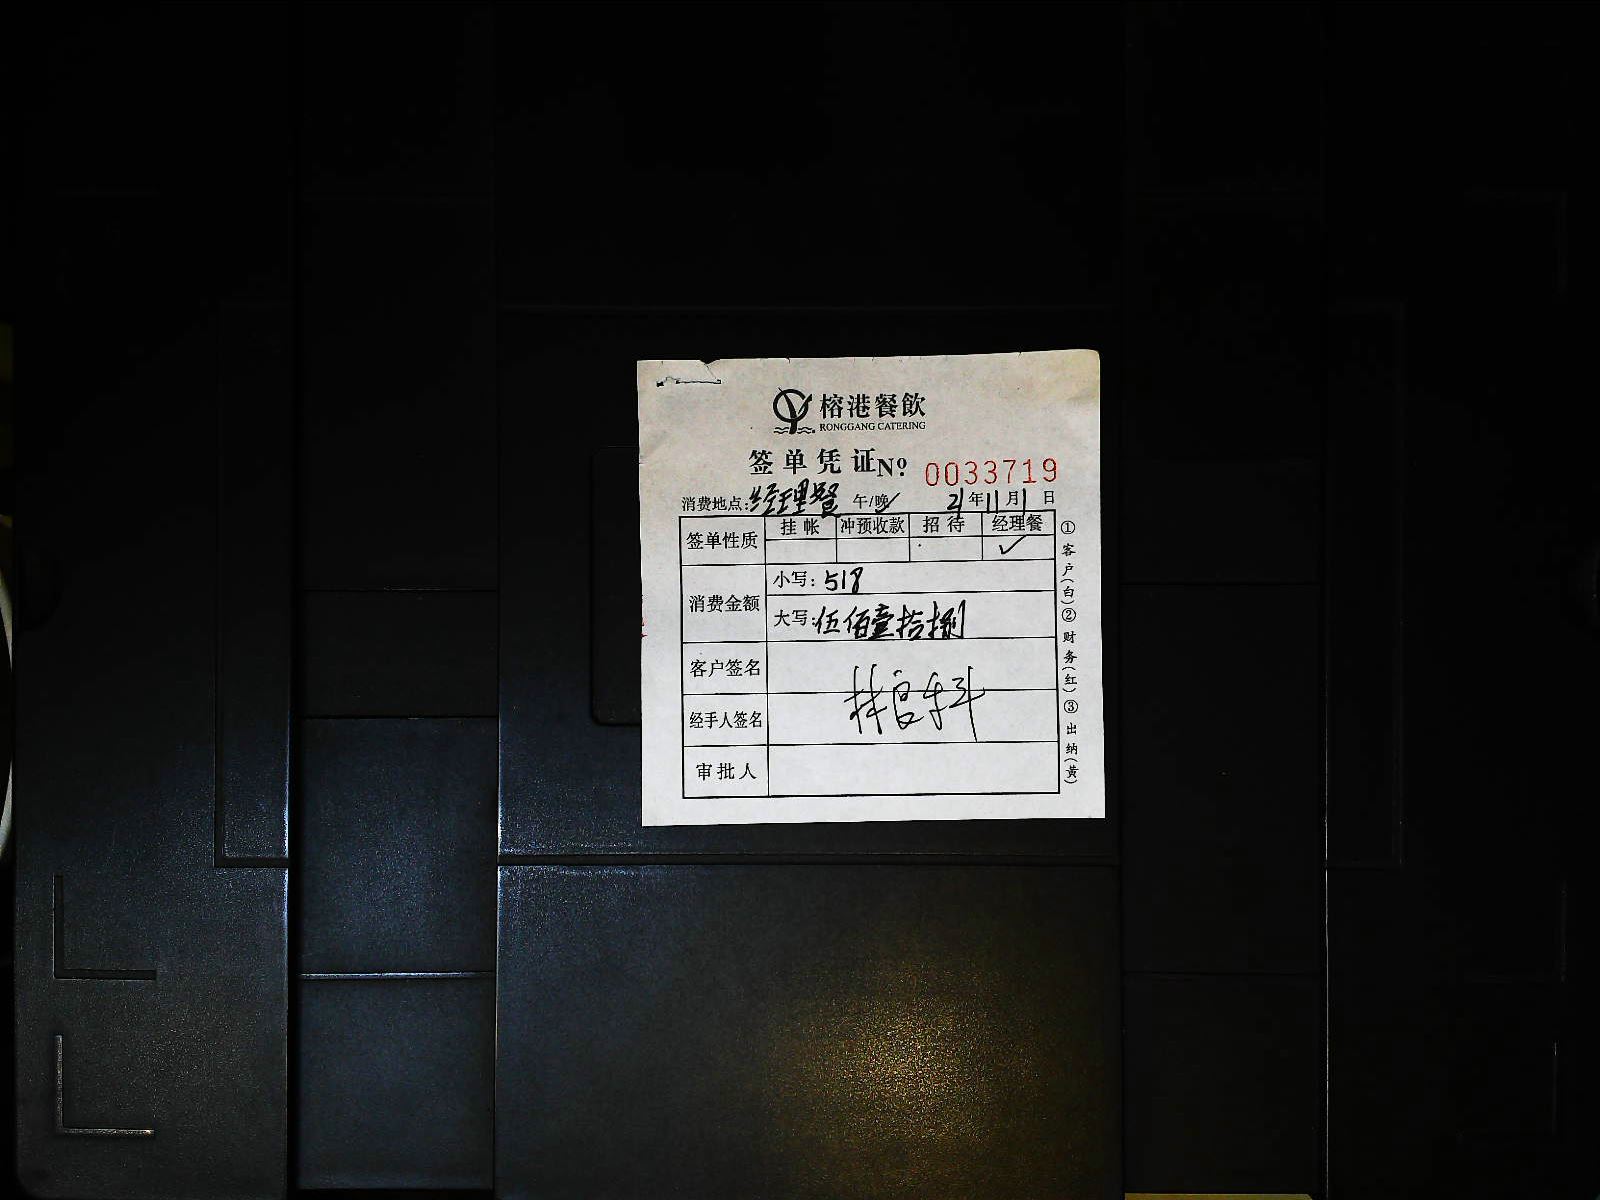 榕港餐飲
RONGGANG CATERING
签单凭证 Nº 0033719
消费地点:经理餐 午/晚✓ 21年11月1日
签单性质 挂帐 冲预收款 招待 经理餐
✓
消费金额 小写:518
大写:伍佰壹拾捌
客户签名
经手人签名
审批人
①客户(白)②财务(红)③出纳(黄)